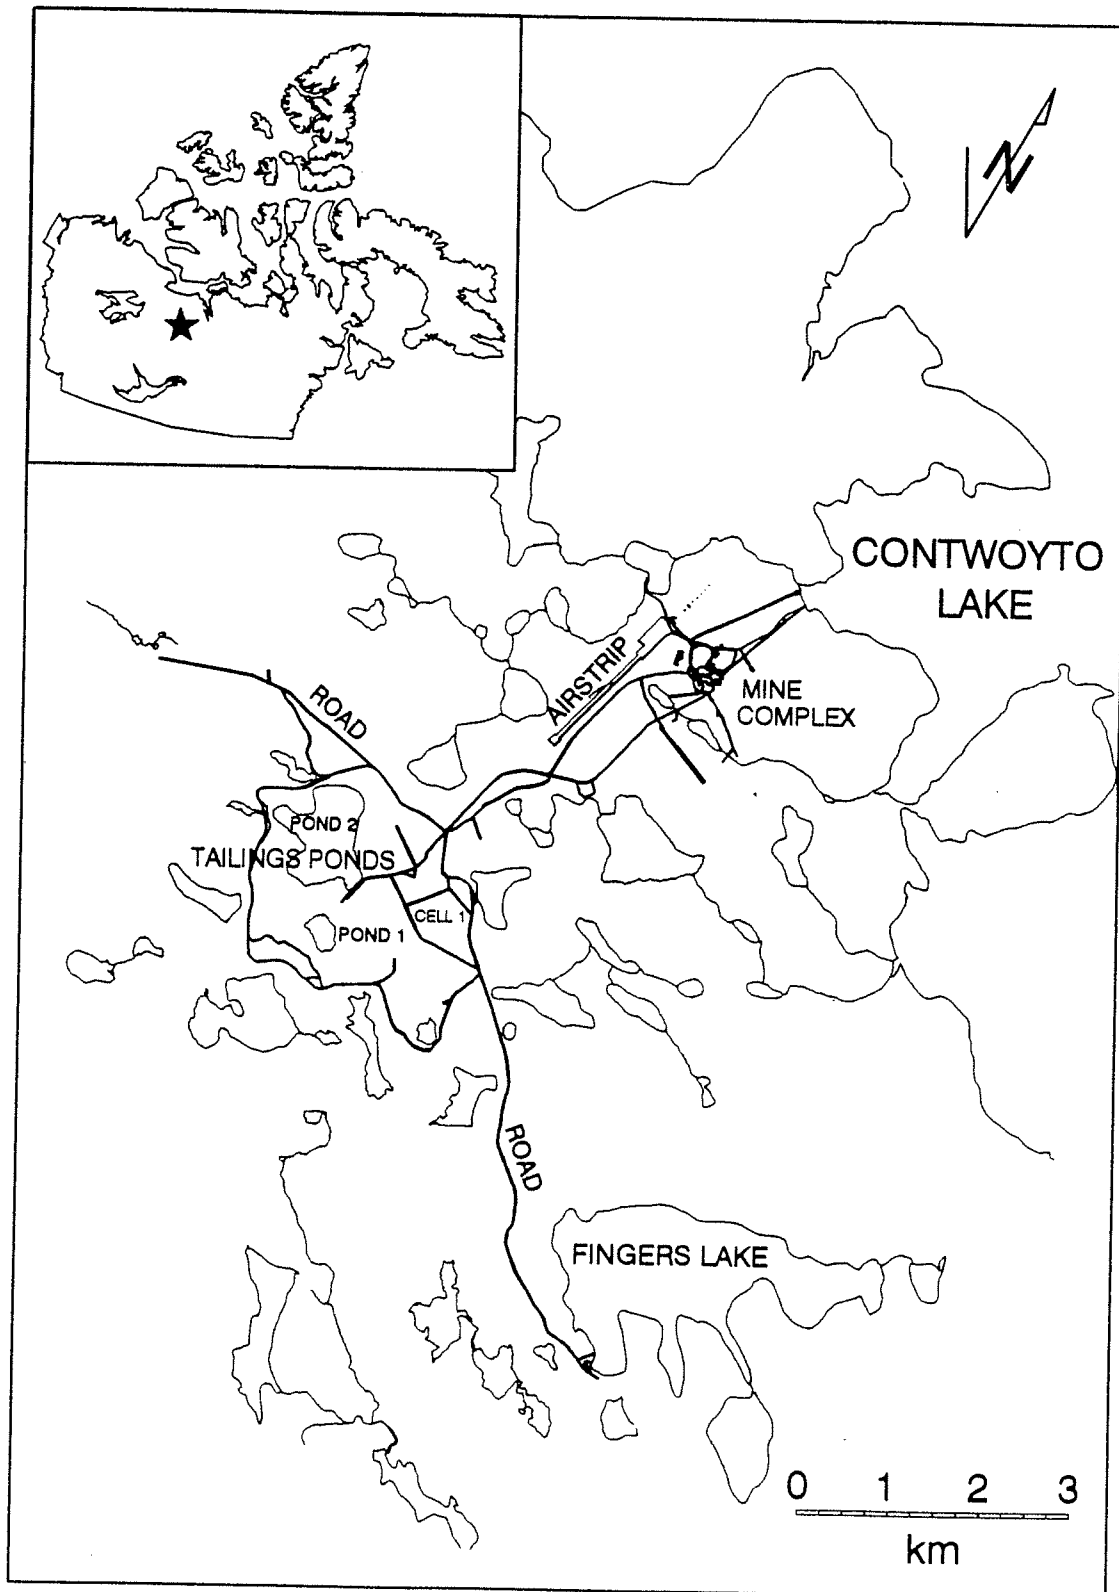 N
CONTWOYTO
LAKE
AIRSTRIP
MINE
COMPLEX
ROAD
POND 2
TAILINGS PONDS
CELL 1
POND 1
ROAD
FINGERS LAKE
0 1 2 3
km